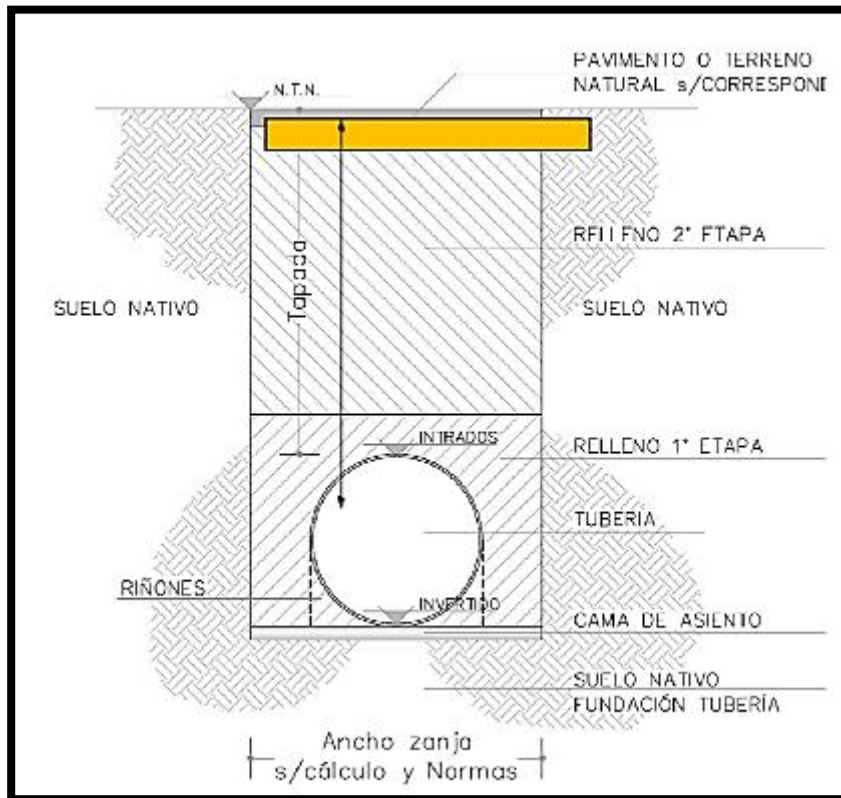 PAVIMENTO O TERRENO
NATURAL s/CORRESPOND
N.T.N.
RELLENO 2° ETAPA
Tapada
SUELO NATIVO
SUELO NATIVO
INTRADOS
RELLENO 1° ETAPA
TUBERIA
RIÑONES
INVERTIDO
CAMA DE ASIENTO
SUELO NATIVO
FUNDACIÓN TUBERÍA
Ancho zanja
s/cálculo y Normas